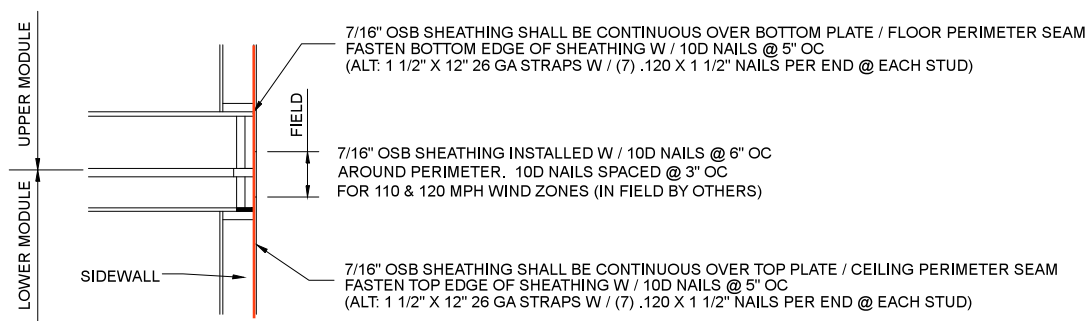 7/16" OSB SHEATHING SHALL BE CONTINUOUS OVER BOTTOM PLATE / FLOOR PERIMETER SEAM
FASTEN BOTTOM EDGE OF SHEATHING W / 10D NAILS @ 5" OC
(ALT: 1 1/2" X 12" 26 GA STRAPS W / (7) .120 X 1 1/2" NAILS PER END @ EACH STUD)
UPPER MODULE
FIELD
7/16" OSB SHEATHING INSTALLED W / 10D NAILS @ 6" OC
AROUND PERIMETER. 10D NAILS SPACED @ 3" OC
FOR 110 & 120 MPH WIND ZONES (IN FIELD BY OTHERS)
LOWER MODULE
SIDEWALL
7/16" OSB SHEATHING SHALL BE CONTINUOUS OVER TOP PLATE / CEILING PERIMETER SEAM
FASTEN TOP EDGE OF SHEATHING W / 10D NAILS @ 5" OC
(ALT: 1 1/2" X 12" 26 GA STRAPS W / (7) .120 X 1 1/2" NAILS PER END @ EACH STUD)